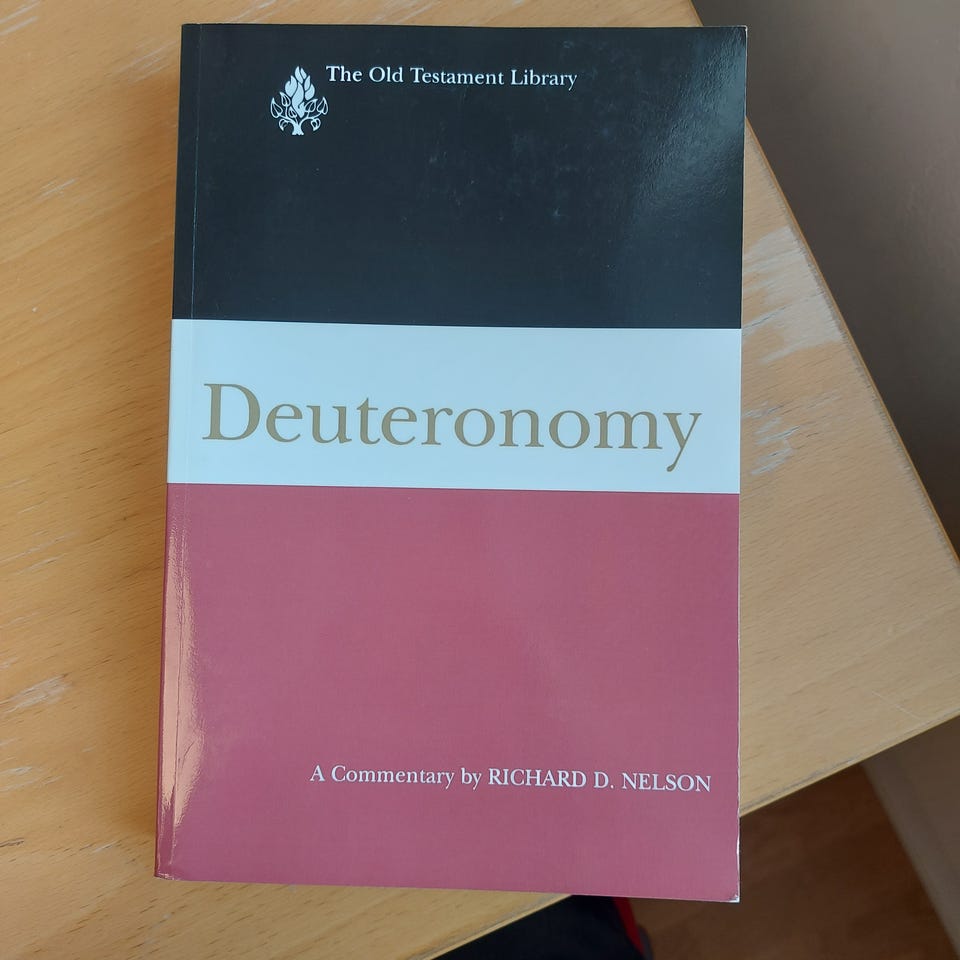 The Old Testament Library
Deuteronomy
A Commentary by RICHARD D. NELSON